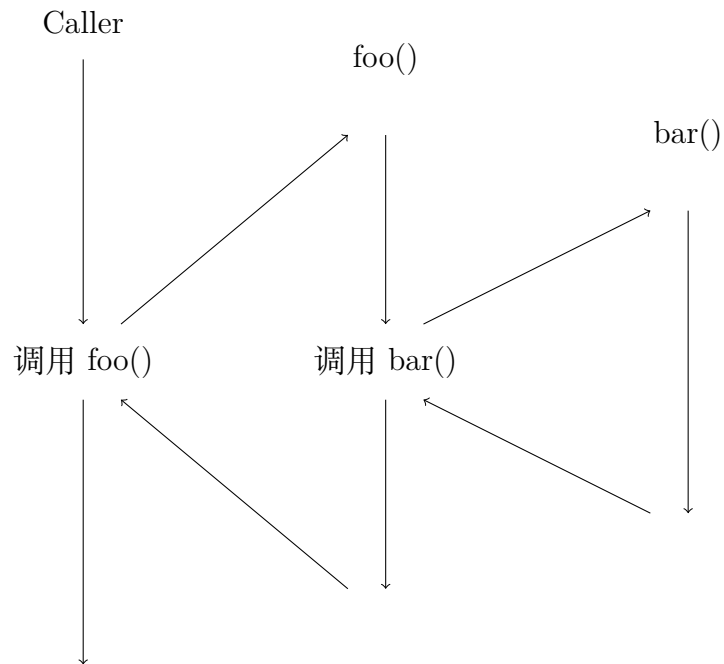 Caller
foo()
bar()
调用 foo()
调用 bar()